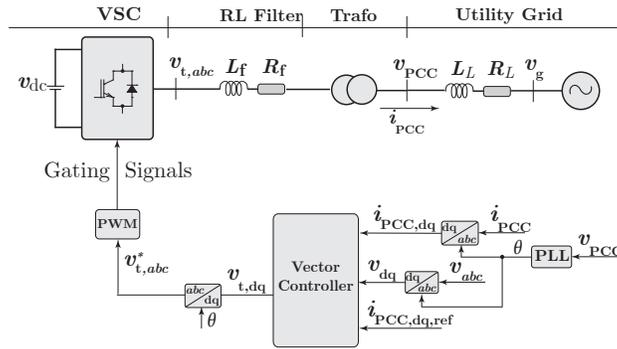 VSC RL Filter Trafo Utility Grid
v_t,abc L_f R_f v_PCC L_L R_L v_g
v_dc
i_PCC
Gating Signals
PWM
v*_t,abc
abc dq
θ
v_t,dq
Vector
Controller
i_PCC,dq dq abc i_PCC
θ PLL v_PCC
v_dq dq abc v_abc
i_PCC,dq,ref